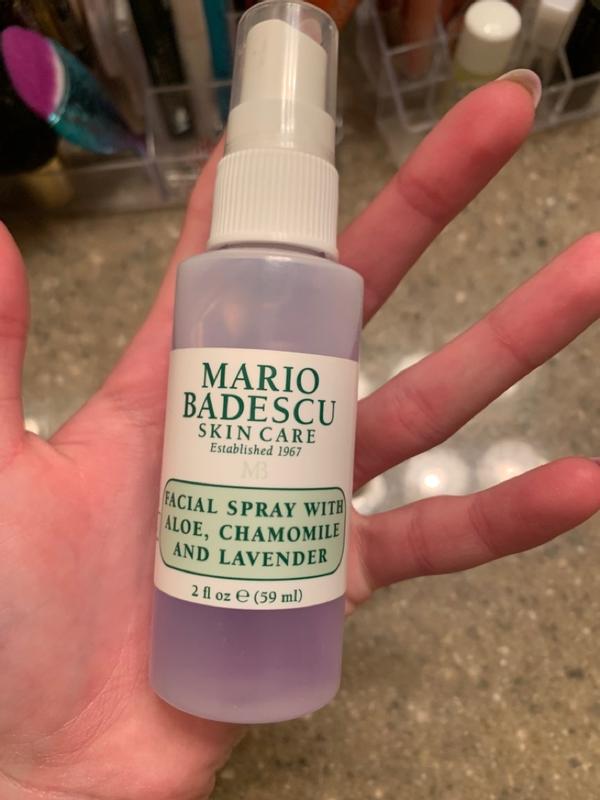 MARIO
BADESCU
SKIN CARE
Established 1967
MB
FACIAL SPRAY WITH
ALOE, CHAMOMILE
AND LAVENDER
2 fl oz ℮ (59 ml)